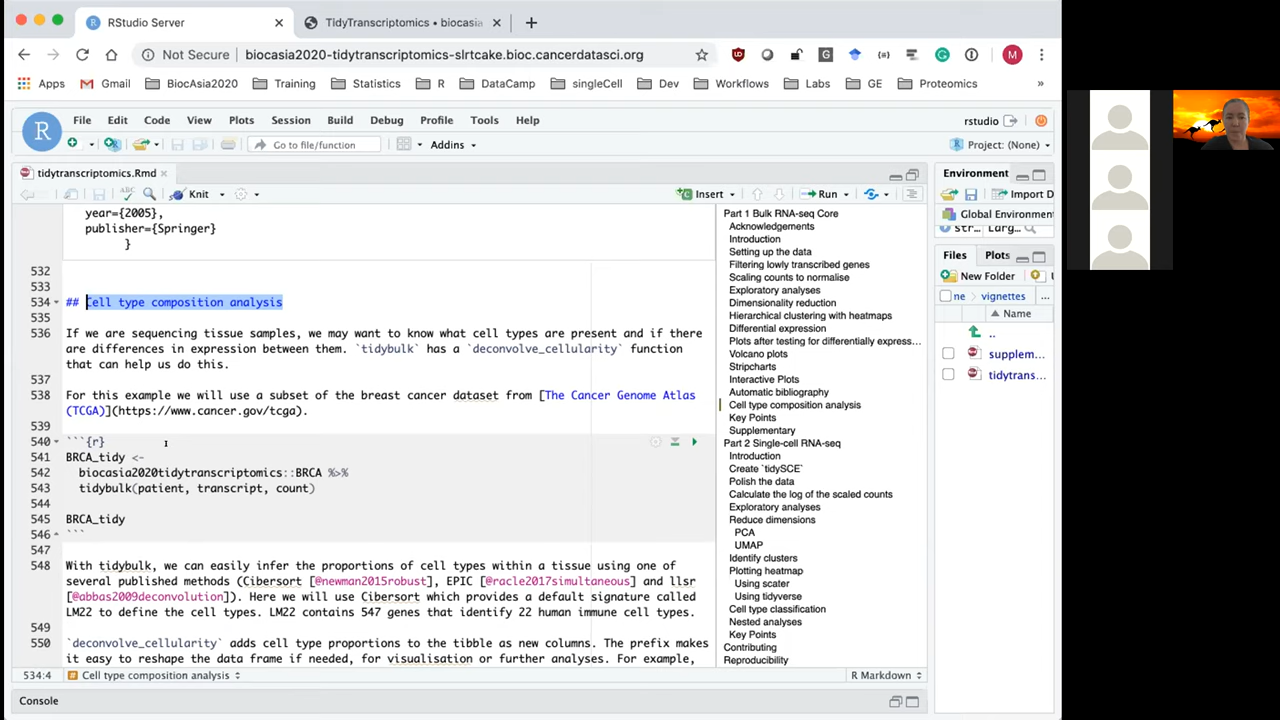 RStudio Server
TidyTranscriptomics • biocasia
Not Secure
biocasia2020-tidytranscriptomics-slrtcake.bioc.cancerdatasci.org
M
Apps
Gmail
BiocAsia2020
Training
Statistics
R
DataCamp
singleCell
Dev
Workflows
Labs
GE
Proteomics
»
R
File
Edit
Code
View
Plots
Session
Build
Debug
Profile
Tools
Help
rstudio
Go to file/function
Addins
Project: (None)
tidytranscriptomics.Rmd
Knit
Insert
Run
year={2005},
publisher={Springer}
}
532
533
534 ## Cell type composition analysis
535
536 If we are sequencing tissue samples, we may want to know what cell types are present and if there
are differences in expression between them. `tidybulk` has a `deconvolve_cellularity` function
that can help us do this.
537
538 For this example we will use a subset of the breast cancer dataset from [The Cancer Genome Atlas
(TCGA)](https://www.cancer.gov/tcga).
539
540 ```{r}
541 BRCA_tidy <-
542 biocasia2020tidytranscriptomics::BRCA %>%
543 tidybulk(patient, transcript, count)
544
545 BRCA_tidy
546 ```
547
548 With tidybulk, we can easily infer the proportions of cell types within a tissue using one of
several published methods (Cibersort [@newman2015robust], EPIC [@racle2017simultaneous] and llsr
[@abbas2009deconvolution]). Here we will use Cibersort which provides a default signature called
LM22 to define the cell types. LM22 contains 547 genes that identify 22 human immune cell types.
549
550 `deconvolve_cellularity` adds cell type proportions to the tibble as new columns. The prefix makes
it easy to reshape the data frame if needed, for visualisation or further analyses. For example,
534:4
Cell type composition analysis
R Markdown
Console
Part 1 Bulk RNA-seq Core
Acknowledgements
Introduction
Setting up the data
Filtering lowly transcribed genes
Scaling counts to normalise
Exploratory analyses
Dimensionality reduction
Hierarchical clustering with heatmaps
Differential expression
Plots after testing for differentially express...
Volcano plots
Stripcharts
Interactive Plots
Automatic bibliography
Cell type composition analysis
Key Points
Supplementary
Part 2 Single-cell RNA-seq
Introduction
Create `tidySCE`
Polish the data
Calculate the log of the scaled counts
Exploratory analyses
Reduce dimensions
PCA
UMAP
Identify clusters
Plotting heatmap
Using scater
Using tidyverse
Cell type classification
Nested analyses
Key Points
Contributing
Reproducibility
Environment
Import D
Global Environment
Files
Plots
New Folder
ne
vignettes
...
Name
..
supplem...
tidytrans...